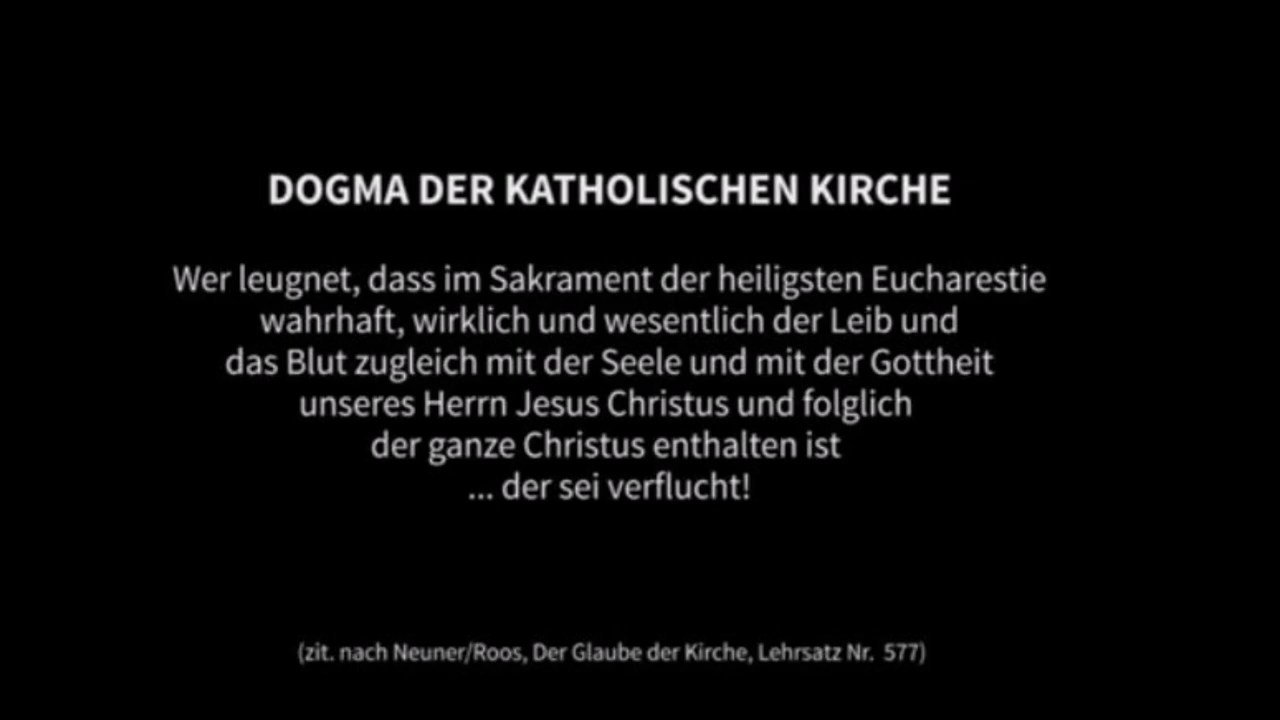 DOGMA DER KATHOLISCHEN KIRCHE
Wer leugnet, dass im Sakrament der heiligsten Eucharestie
wahrhaft, wirklich und wesentlich der Leib und
das Blut zugleich mit der Seele und mit der Gottheit
unseres Herrn Jesus Christus und folglich
der ganze Christus enthalten ist
... der sei verflucht!
(zit. nach Neuner/Roos, Der Glaube der Kirche, Lehrsatz Nr. 577)